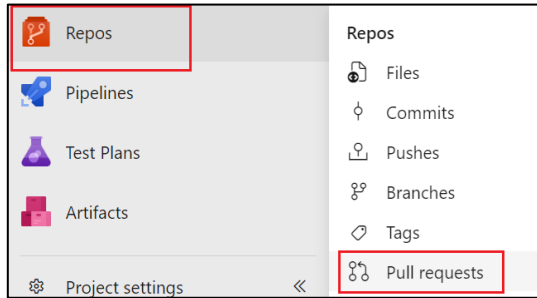 Repos
Pipelines
Test Plans
Artifacts
Project settings
Repos
Files
Commits
Pushes
Branches
Tags
Pull requests